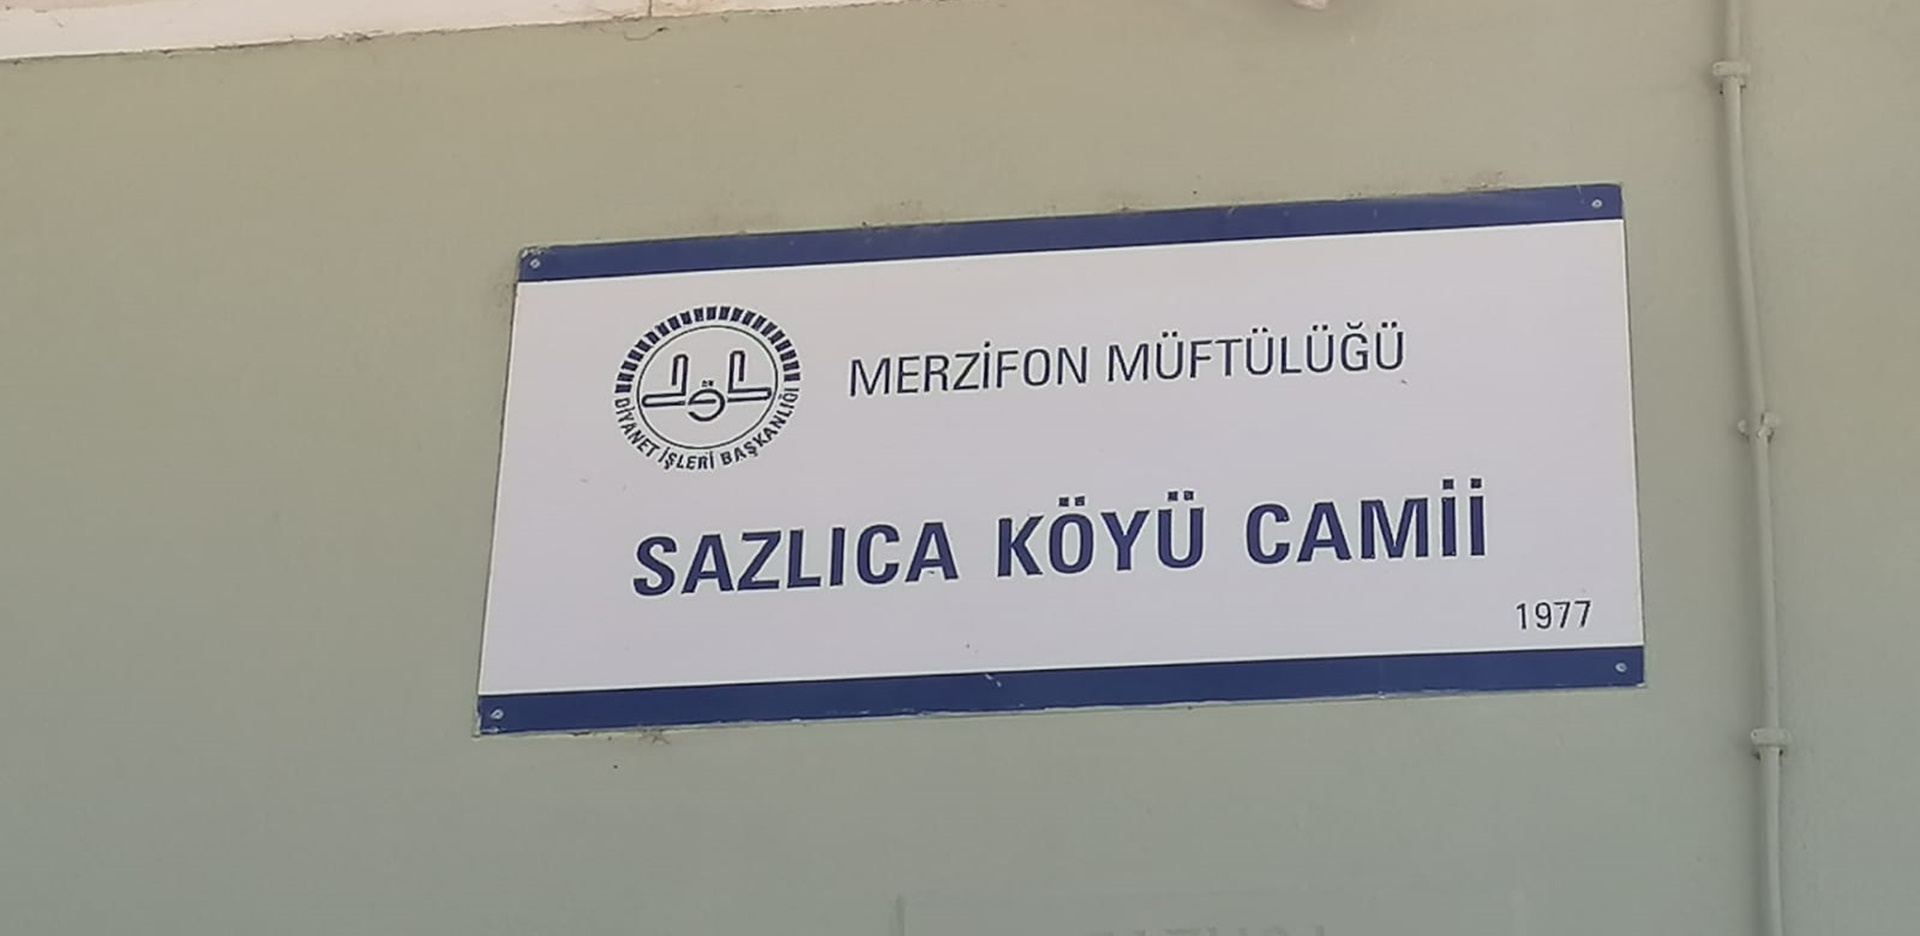 MERZİFON MÜFTÜLÜĞÜ
DİYANET İŞLERİ BAŞKANLIĞI
SAZLICA KÖYÜ CAMİİ
1977